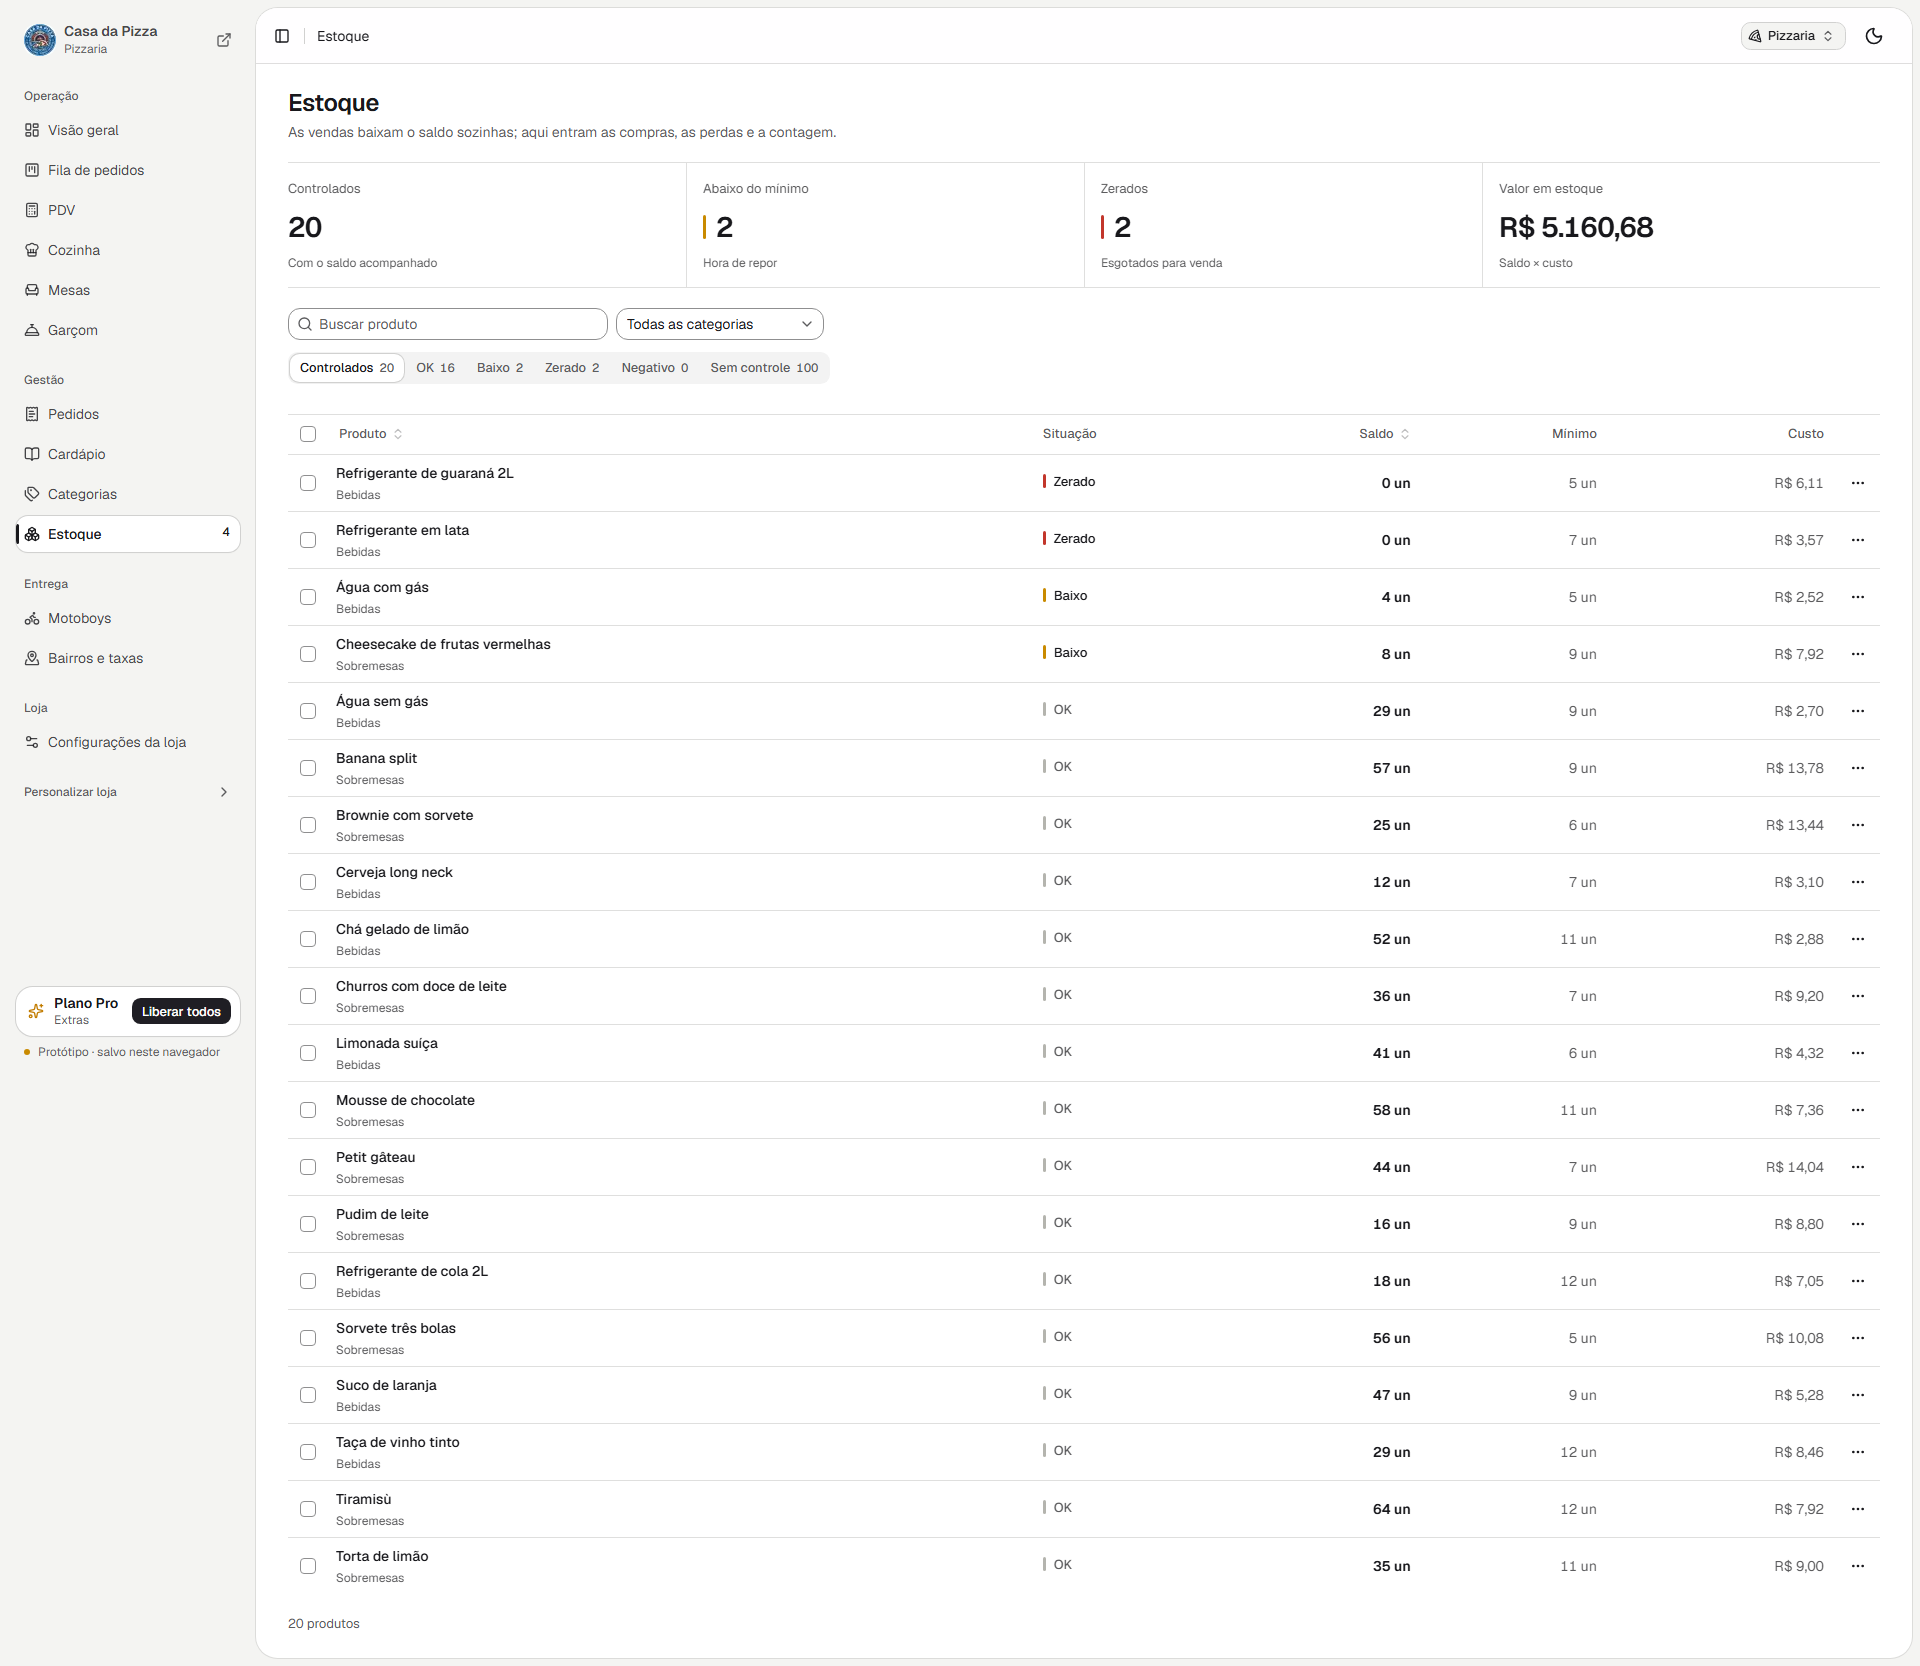 Casa da Pizza
Pizzaria
Operação
Visão geral
Fila de pedidos
PDV
Cozinha
Mesas
Garçom
Gestão
Pedidos
Cardápio
Categorias
Estoque 4
Entrega
Motoboys
Bairros e taxas
Loja
Configurações da loja
Personalizar loja
Plano Pro
Extras
Liberar todos
Protótipo · salvo neste navegador
Estoque
Pizzaria
Estoque
As vendas baixam o saldo sozinhas; aqui entram as compras, as perdas e a contagem.
Controlados
20
Com o saldo acompanhado
Abaixo do mínimo
2
Hora de repor
Zerados
2
Esgotados para venda
Valor em estoque
R$ 5.160,68
Saldo × custo
Buscar produto
Todas as categorias
Controlados 20 OK 16 Baixo 2 Zerado 2 Negativo 0 Sem controle 100
Produto Situação Saldo Mínimo Custo
Refrigerante de guaraná 2L
Bebidas
Zerado 0 un 5 un R$ 6,11
Refrigerante em lata
Bebidas
Zerado 0 un 7 un R$ 3,57
Água com gás
Bebidas
Baixo 4 un 5 un R$ 2,52
Cheesecake de frutas vermelhas
Sobremesas
Baixo 8 un 9 un R$ 7,92
Água sem gás
Bebidas
OK 29 un 9 un R$ 2,70
Banana split
Sobremesas
OK 57 un 9 un R$ 13,78
Brownie com sorvete
Sobremesas
OK 25 un 6 un R$ 13,44
Cerveja long neck
Bebidas
OK 12 un 7 un R$ 3,10
Chá gelado de limão
Bebidas
OK 52 un 11 un R$ 2,88
Churros com doce de leite
Sobremesas
OK 36 un 7 un R$ 9,20
Limonada suíça
Bebidas
OK 41 un 6 un R$ 4,32
Mousse de chocolate
Sobremesas
OK 58 un 11 un R$ 7,36
Petit gâteau
Sobremesas
OK 44 un 7 un R$ 14,04
Pudim de leite
Sobremesas
OK 16 un 9 un R$ 8,80
Refrigerante de cola 2L
Bebidas
OK 18 un 12 un R$ 7,05
Sorvete três bolas
Sobremesas
OK 56 un 5 un R$ 10,08
Suco de laranja
Bebidas
OK 47 un 9 un R$ 5,28
Taça de vinho tinto
Bebidas
OK 29 un 12 un R$ 8,46
Tiramisù
Sobremesas
OK 64 un 12 un R$ 7,92
Torta de limão
Sobremesas
OK 35 un 11 un R$ 9,00
20 produtos